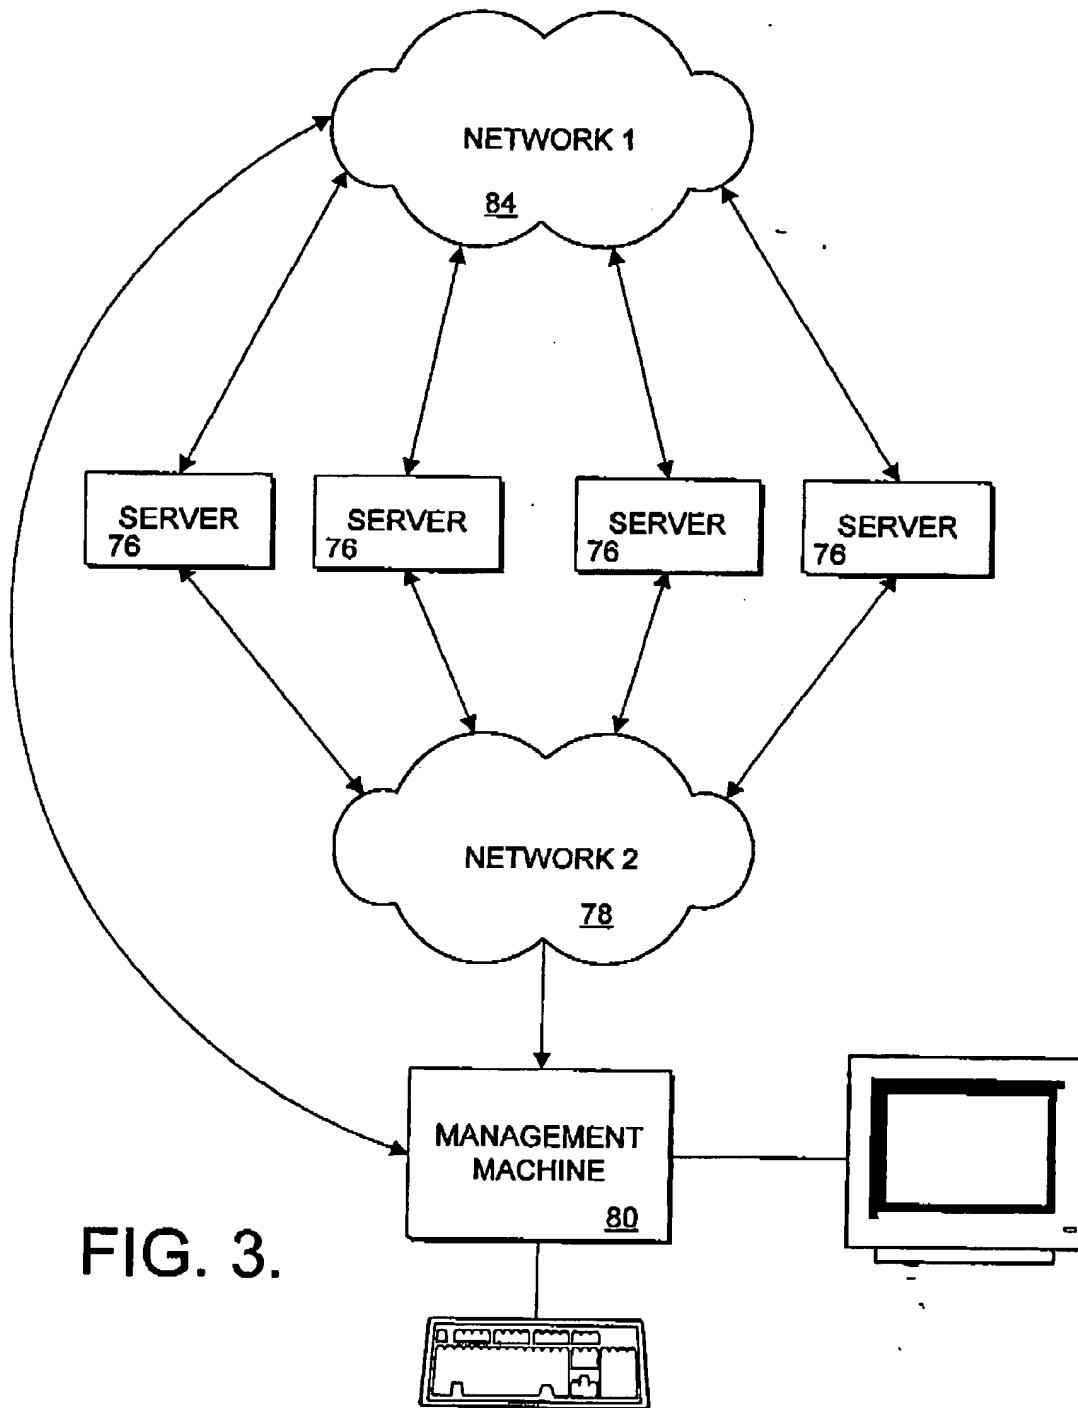 NETWORK 1
84
SERVER
76
SERVER
76
SERVER
76
SERVER
76
NETWORK 2
78
MANAGEMENT
MACHINE
80
FIG. 3.